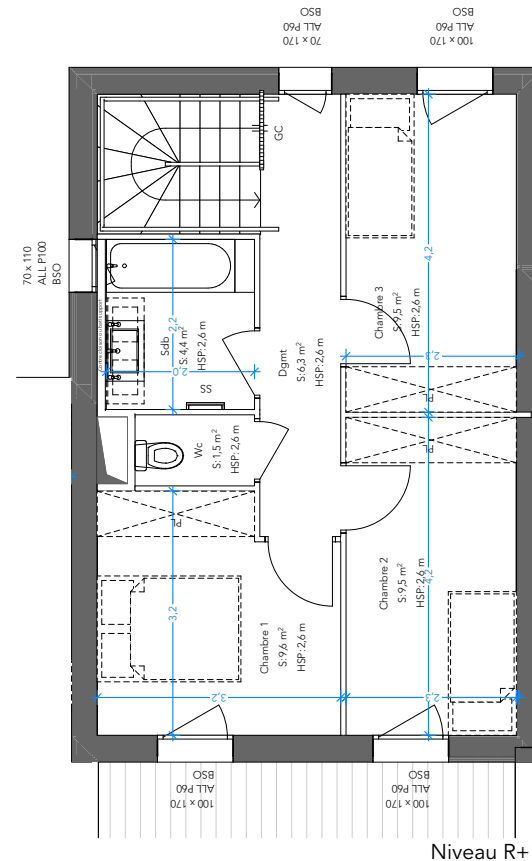 BSO
ALL P60
70 x 170
BSO
ALL P60
100 x 170
GC
70 x 110
ALL P100
BSO
4,2
Chambre 3
S: 9,5 m²
HSP: 2,6 m
2,3
PL
Sdb
S: 4,4 m²
HSP: 2,6 m
2,2
2,0
SS
Dgmt
S: 6,3 m²
HSP: 2,6 m
Wc
S: 1,5 m²
HSP: 2,6 m
PL
PL
Chambre 2
S: 9,5 m²
HSP: 2,6 m
4,2
2,3
3,2
Chambre 1
S: 9,6 m²
HSP: 2,6 m
3,2
BSO
ALL P60
100 x 170
BSO
ALL P60
100 x 170
Niveau R+